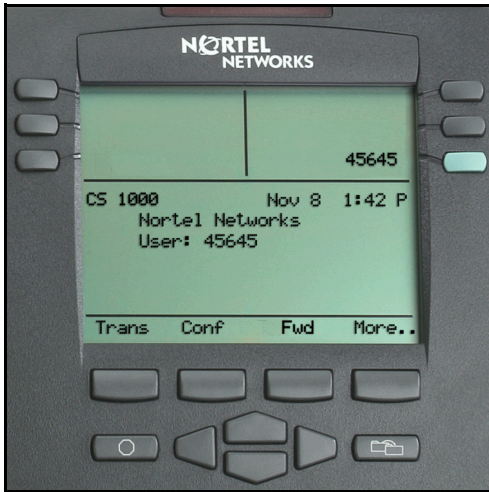 NORTEL
NETWORKS
45645
CS 1000 Nov 8 1:42 P
Nortel Networks
User: 45645
Trans Conf Fwd More..